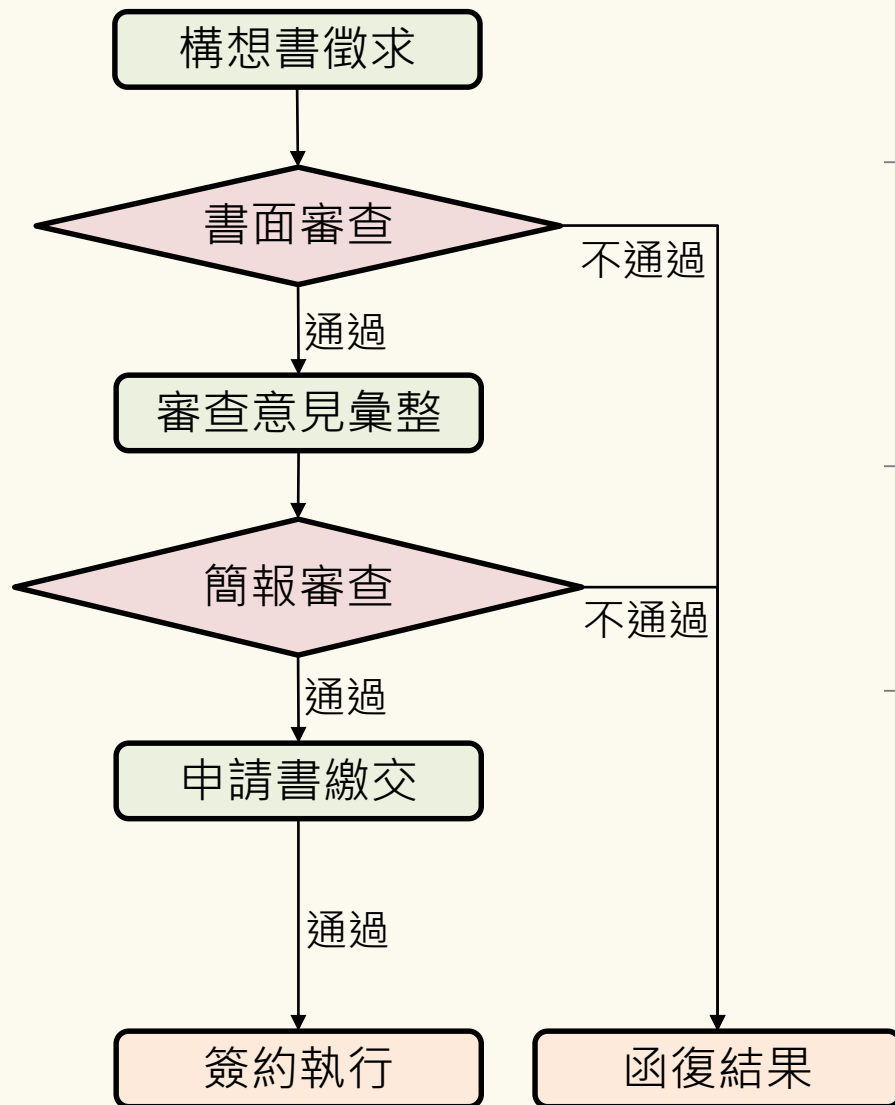 構想書徵求
書面審查
不通過
通過
審查意見彙整
簡報審查
不通過
通過
申請書繳交
通過
簽約執行
函復結果